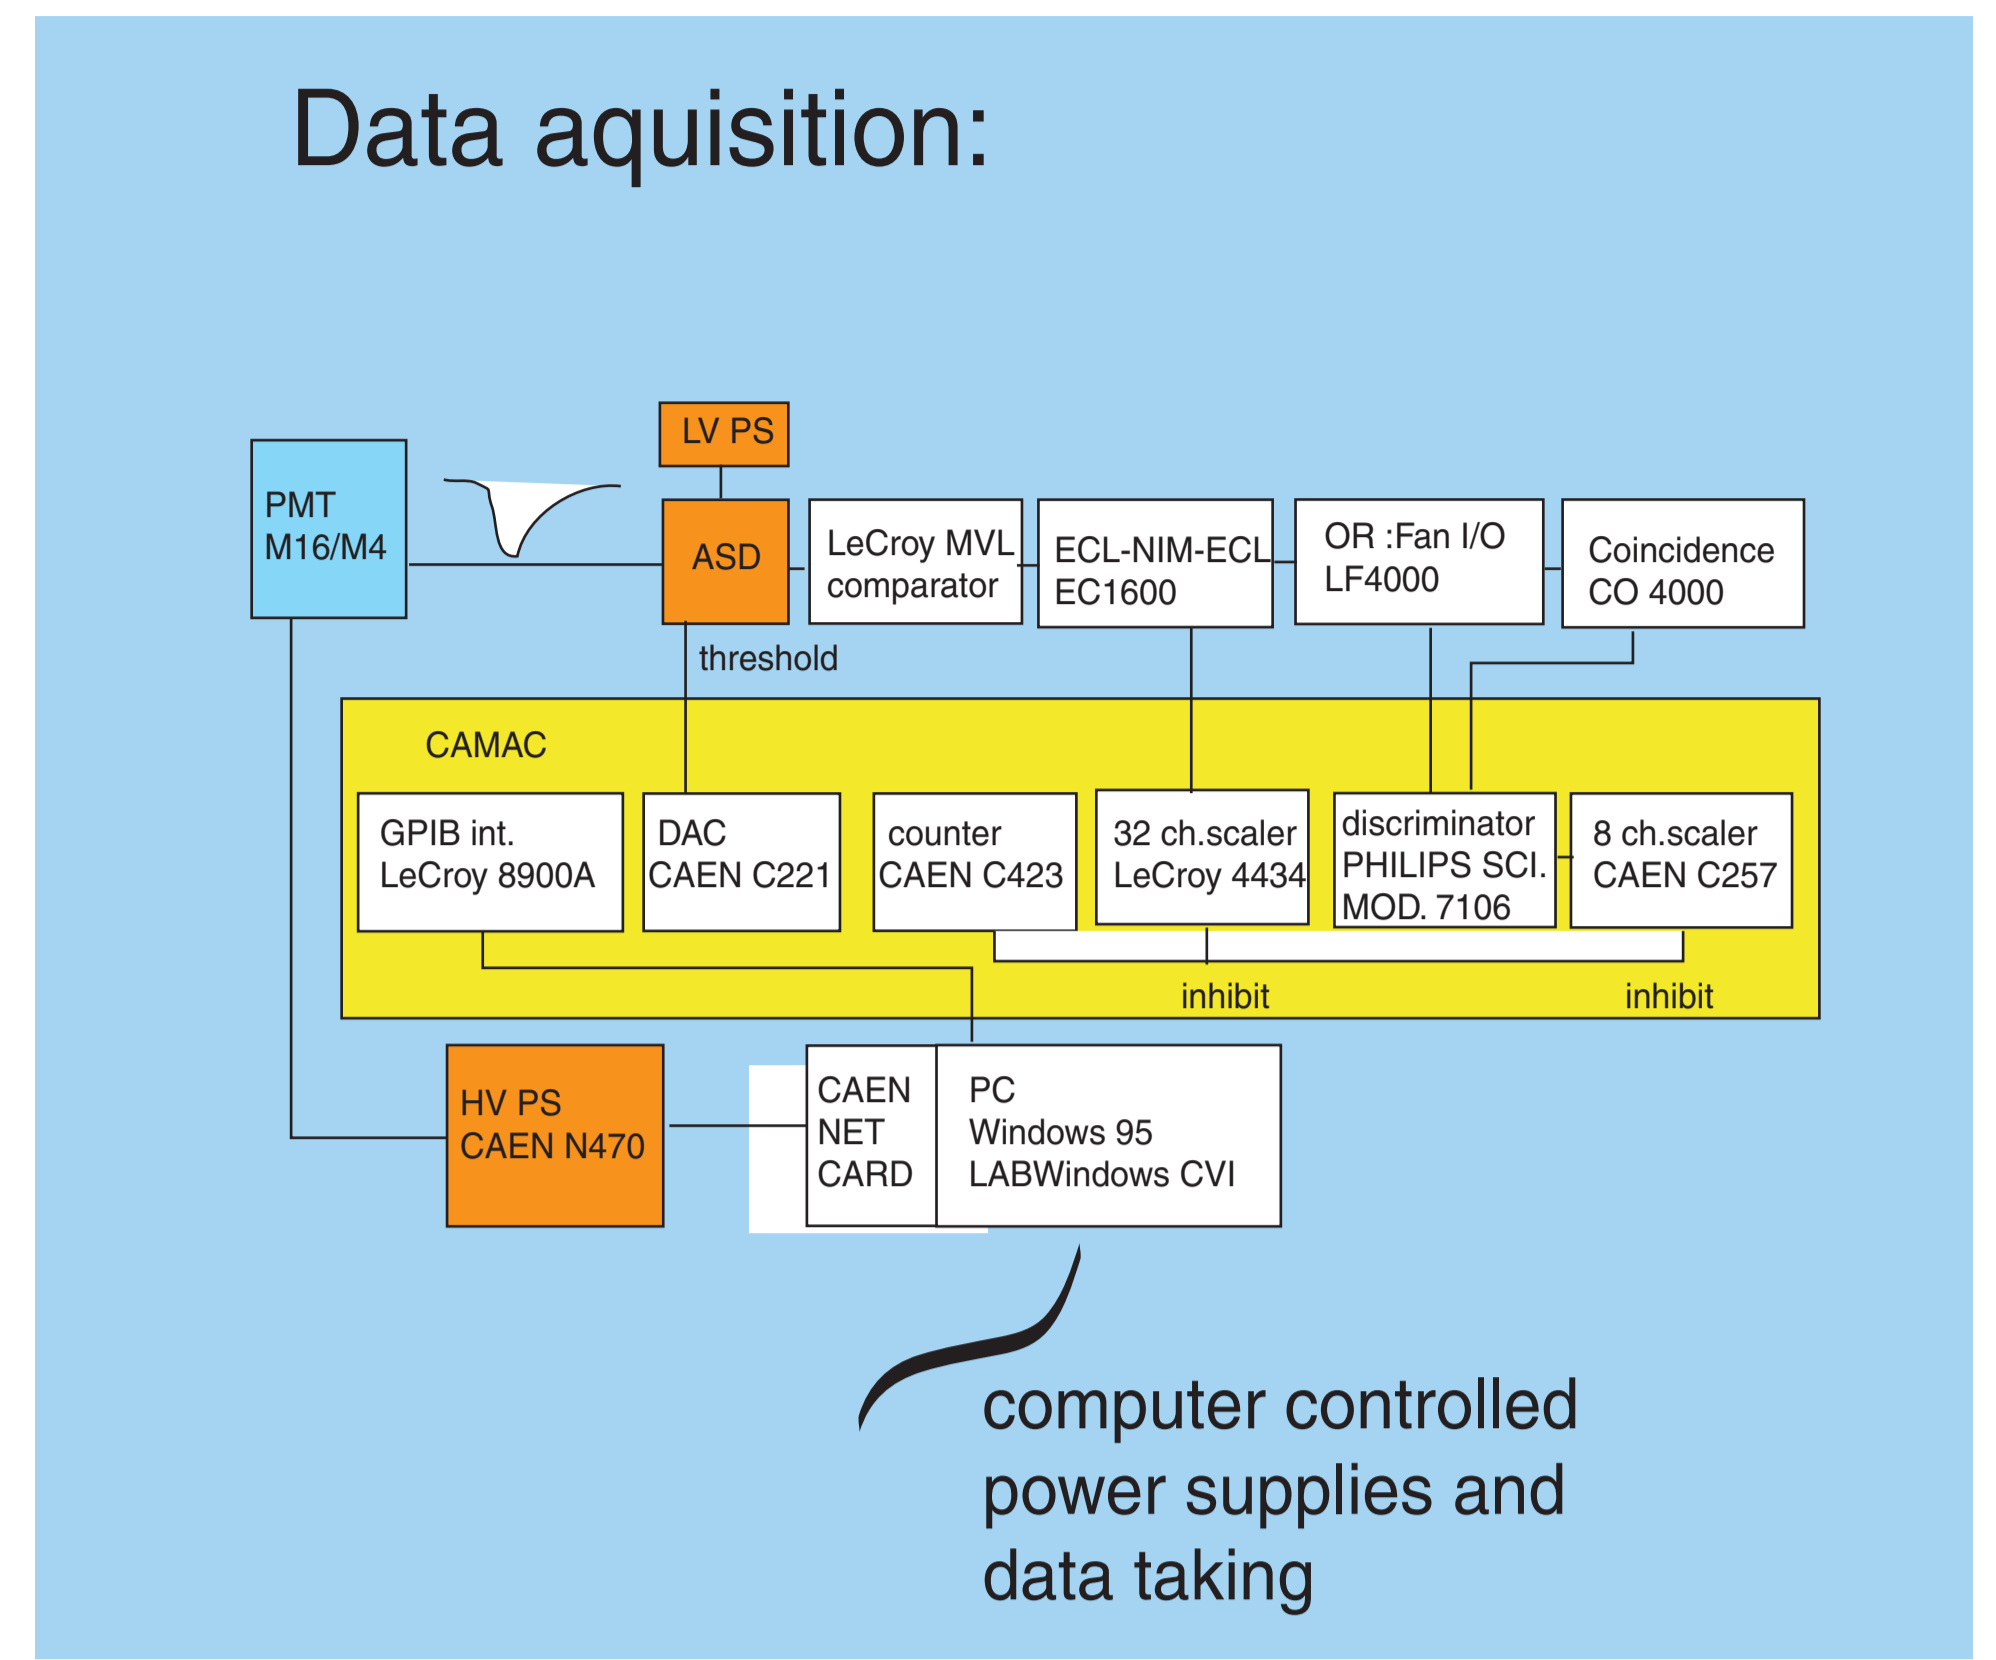 Data aquisition:
LV PS
PMT
M16/M4
ASD
LeCroy MVL
comparator
ECL-NIM-ECL
EC1600
OR :Fan I/O
LF4000
Coincidence
CO 4000
threshold
CAMAC
GPIB int.
LeCroy 8900A
DAC
CAEN C221
counter
CAEN C423
32 ch.scaler
LeCroy 4434
discriminator
PHILIPS SCI.
MOD. 7106
8 ch.scaler
CAEN C257
inhibit
inhibit
HV PS
CAEN N470
CAEN
NET
CARD
PC
Windows 95
LABWindows CVI
computer controlled
power supplies and
data taking